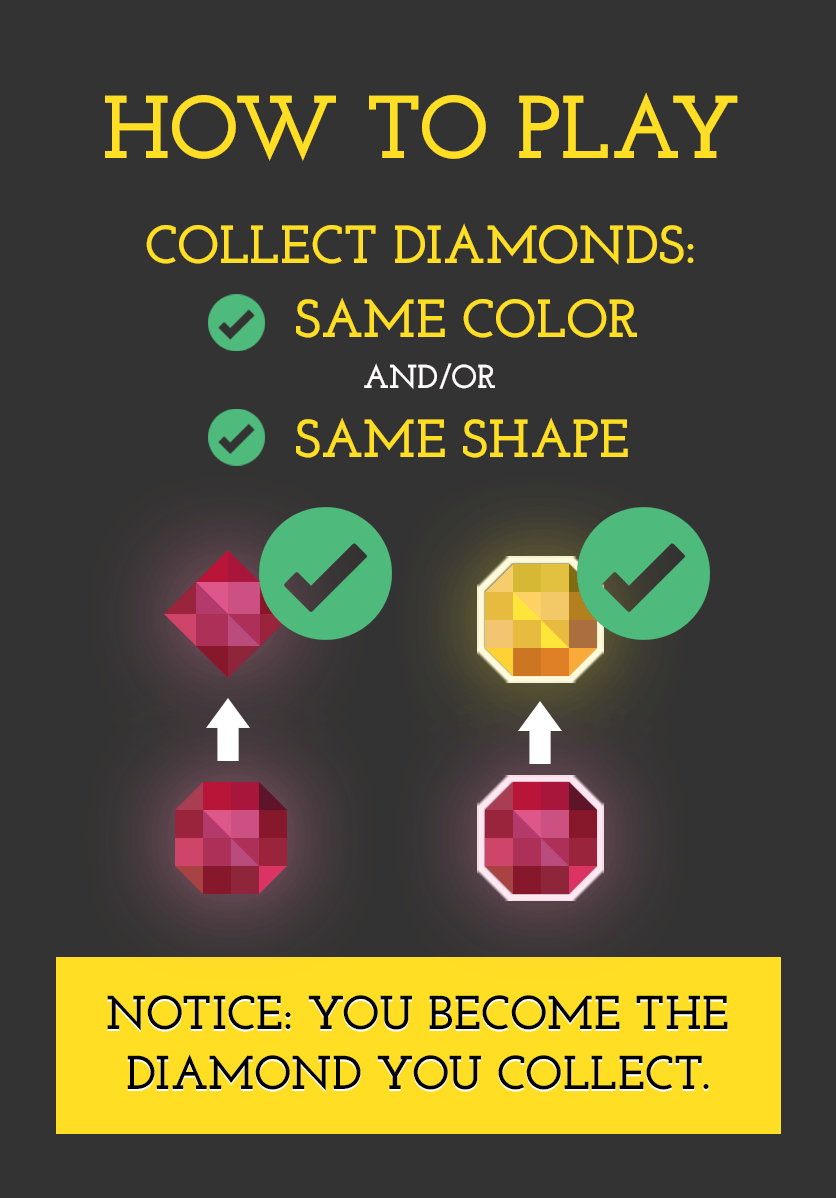 HOW TO PLAY
COLLECT DIAMONDS:
SAME COLOR
AND/OR
SAME SHAPE
NOTICE: YOU BECOME THE
DIAMOND YOU COLLECT.